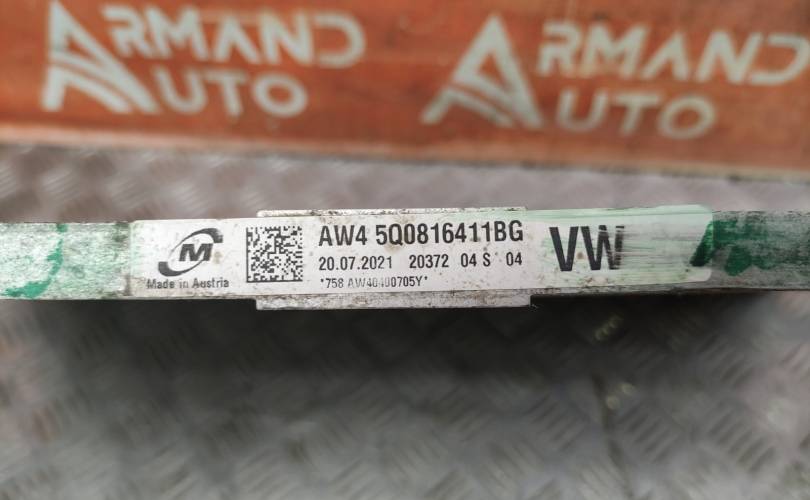 ARMAND
AUTO
ARMAND
AUTO
M
Made in Austria
AW4 5Q0816411BG
20.07.2021 20372 04 S 04
*758 AW40400705Y*
VW